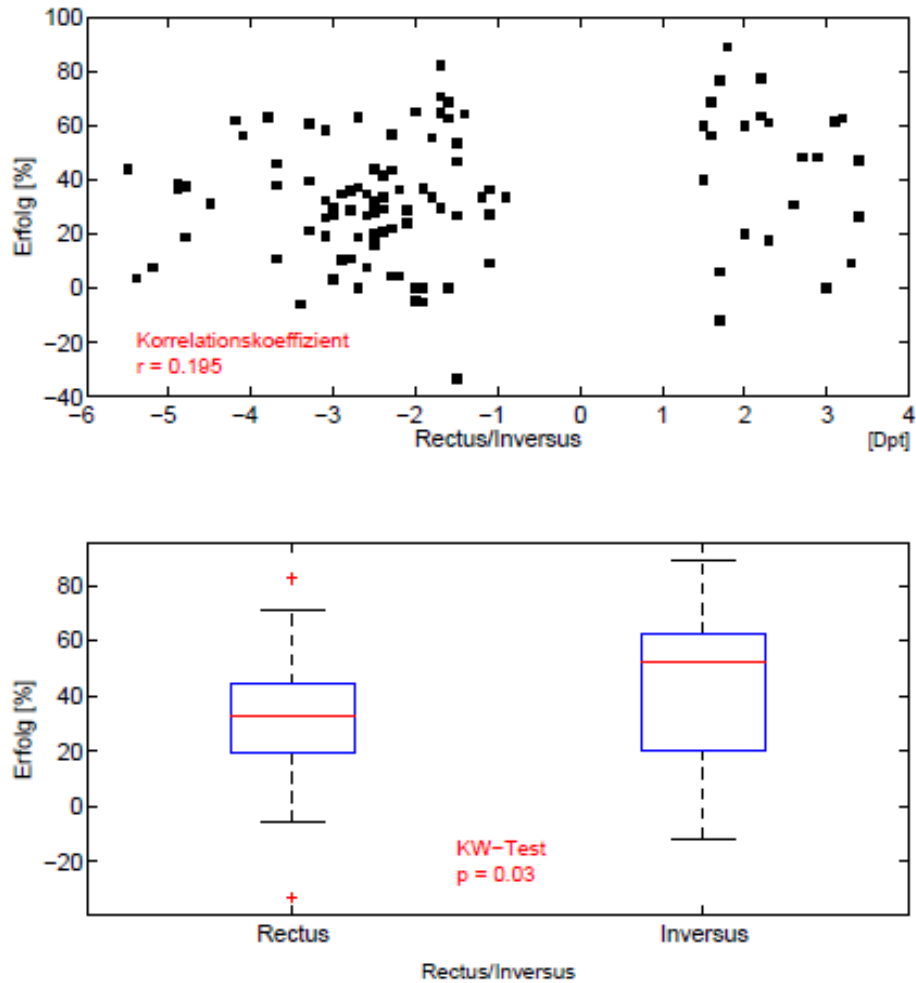 100
80
60
40
20
0
−20
−40
Erfolg [%]
Korrelationskoeffizient
r = 0.195
−6 −5 −4 −3 −2 −1 0 1 2 3 4
Rectus/Inversus [Dpt]
80
60
40
20
0
−20
Erfolg [%]
KW−Test
p = 0.03
Rectus Inversus
Rectus/Inversus